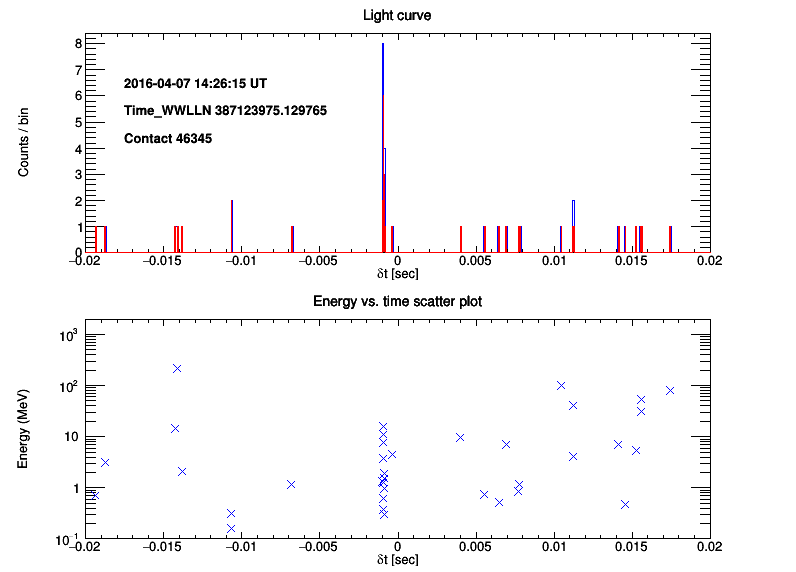 Light curve
8
7
6
5
4
3
2
1
0
Counts / bin
2016-04-07 14:26:15 UT
Time_WWLLN 387123975.129765
Contact 46345
−0.02 −0.015 −0.01 −0.005 0 0.005 0.01 0.015 0.02
δt [sec]
Energy vs. time scatter plot
10³
10²
10
1
10⁻¹
Energy (MeV)
−0.02 −0.015 −0.01 −0.005 0 0.005 0.01 0.015 0.02
δt [sec]